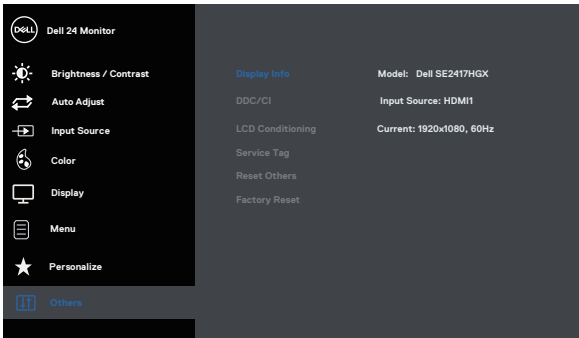 DELL Dell 24 Monitor
Brightness / Contrast
Display Info
Model: Dell SE2417HGX
Auto Adjust
DDC/CI
Input Source: HDMI1
Input Source
LCD Conditioning
Current: 1920x1080, 60Hz
Color
Service Tag
Reset Others
Display
Factory Reset
Menu
Personalize
Others